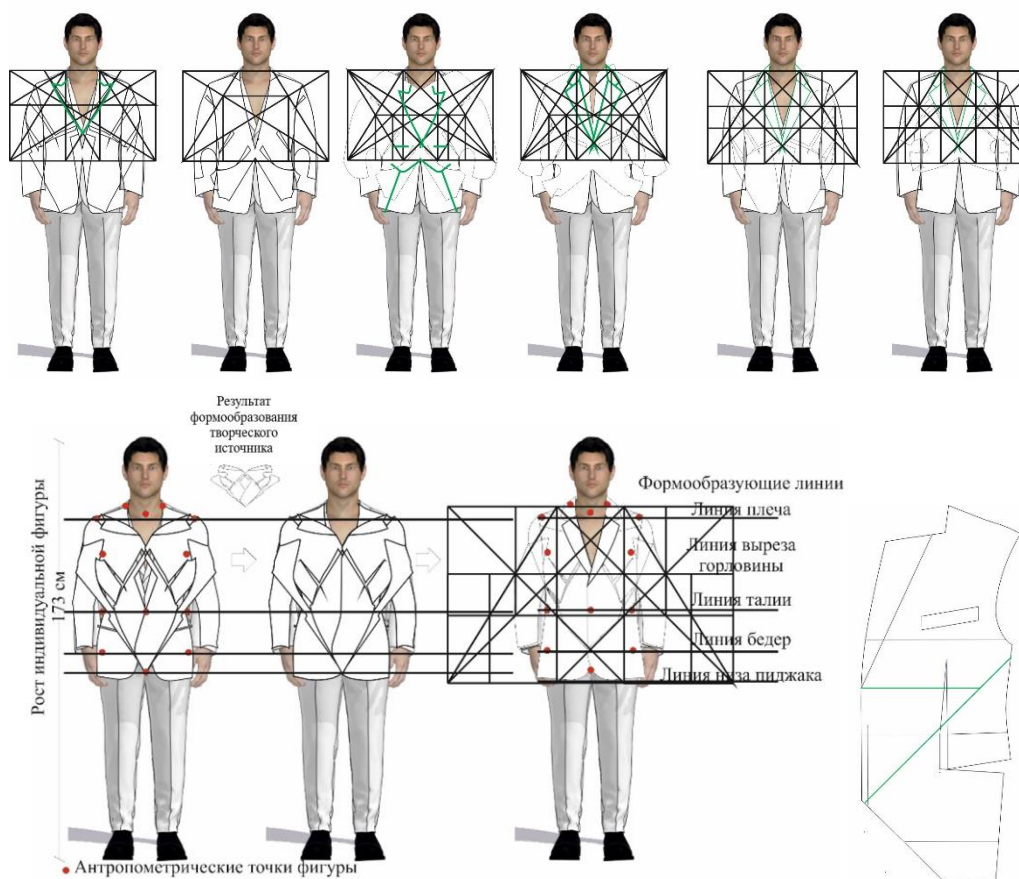 Результат
формообразования
творческого
источника
Рост индивидуальной фигуры
173 см
Формообразующие линии
Линия плеча
Линия выреза
горловины
Линия талии
Линия бедер
Линия низа пиджака
Антропометрические точки фигуры